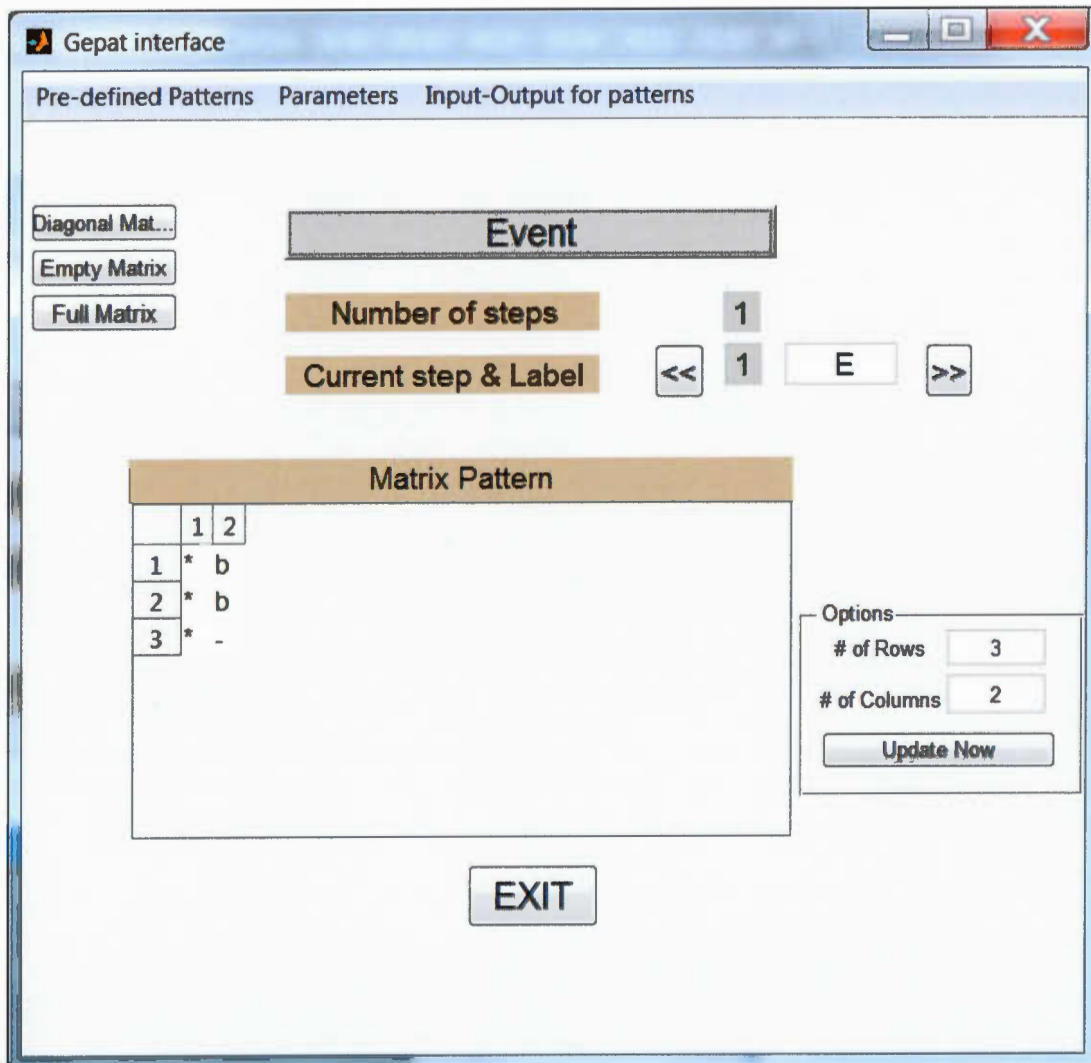 Gepat interface
Pre-defined Patterns Parameters Input-Output for patterns
Diagonal Mat...
Empty Matrix
Full Matrix
Event
Number of steps 1
Current step & Label << 1 E >>
Matrix Pattern
1 2
1 * b
2 * b
3 * -
Options
# of Rows 3
# of Columns 2
Update Now
EXIT